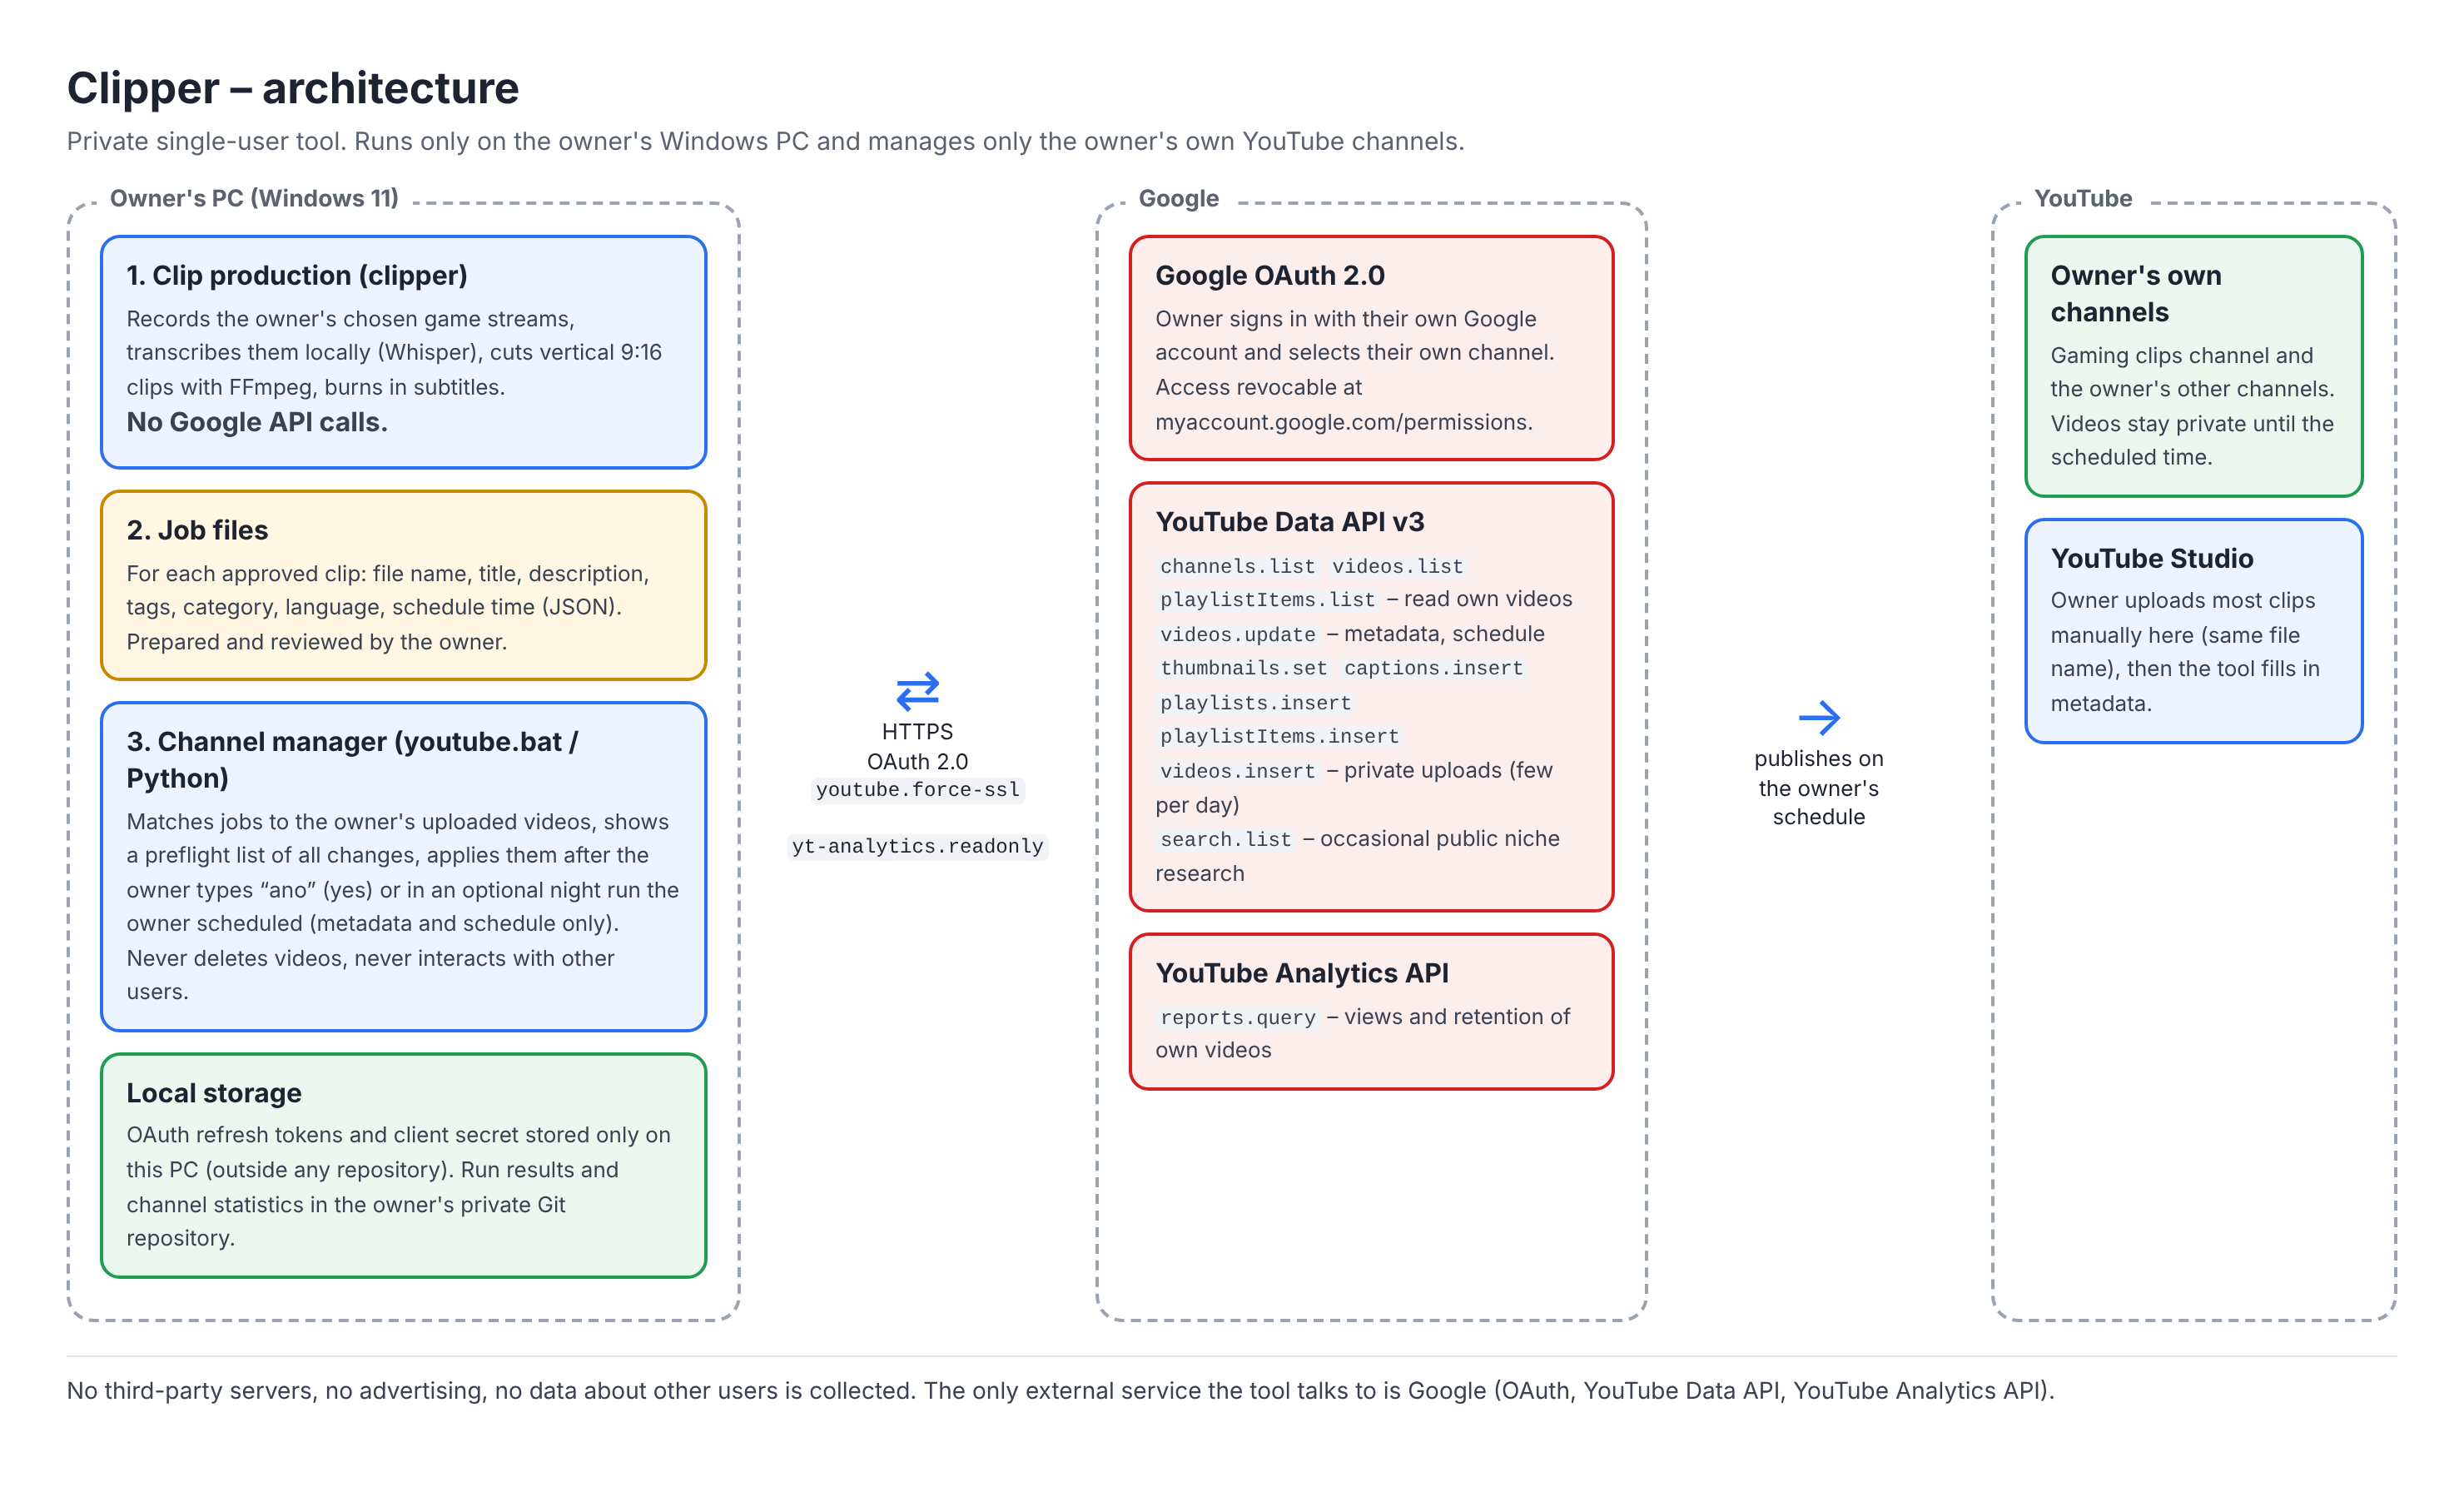 Clipper – architecture
Private single-user tool. Runs only on the owner's Windows PC and manages only the owner's own YouTube channels.
Owner's PC (Windows 11)
1. Clip production (clipper)
Records the owner's chosen game streams,
transcribes them locally (Whisper), cuts vertical 9:16
clips with FFmpeg, burns in subtitles.
No Google API calls.
2. Job files
For each approved clip: file name, title, description,
tags, category, language, schedule time (JSON).
Prepared and reviewed by the owner.
3. Channel manager (youtube.bat /
Python)
Matches jobs to the owner's uploaded videos, shows
a preflight list of all changes, applies them after the
owner types “ano” (yes) or in an optional night run the
owner scheduled (metadata and schedule only).
Never deletes videos, never interacts with other
users.
Local storage
OAuth refresh tokens and client secret stored only on
this PC (outside any repository). Run results and
channel statistics in the owner's private Git
repository.
⇄
HTTPS
OAuth 2.0
youtube.force-ssl
yt-analytics.readonly
Google
Google OAuth 2.0
Owner signs in with their own Google
account and selects their own channel.
Access revocable at
myaccount.google.com/permissions.
YouTube Data API v3
channels.list videos.list
playlistItems.list – read own videos
videos.update – metadata, schedule
thumbnails.set captions.insert
playlists.insert
playlistItems.insert
videos.insert – private uploads (few
per day)
search.list – occasional public niche
research
YouTube Analytics API
reports.query – views and retention of
own videos
→
publishes on
the owner's
schedule
YouTube
Owner's own
channels
Gaming clips channel and
the owner's other channels.
Videos stay private until the
scheduled time.
YouTube Studio
Owner uploads most clips
manually here (same file
name), then the tool fills in
metadata.
No third-party servers, no advertising, no data about other users is collected. The only external service the tool talks to is Google (OAuth, YouTube Data API, YouTube Analytics API).